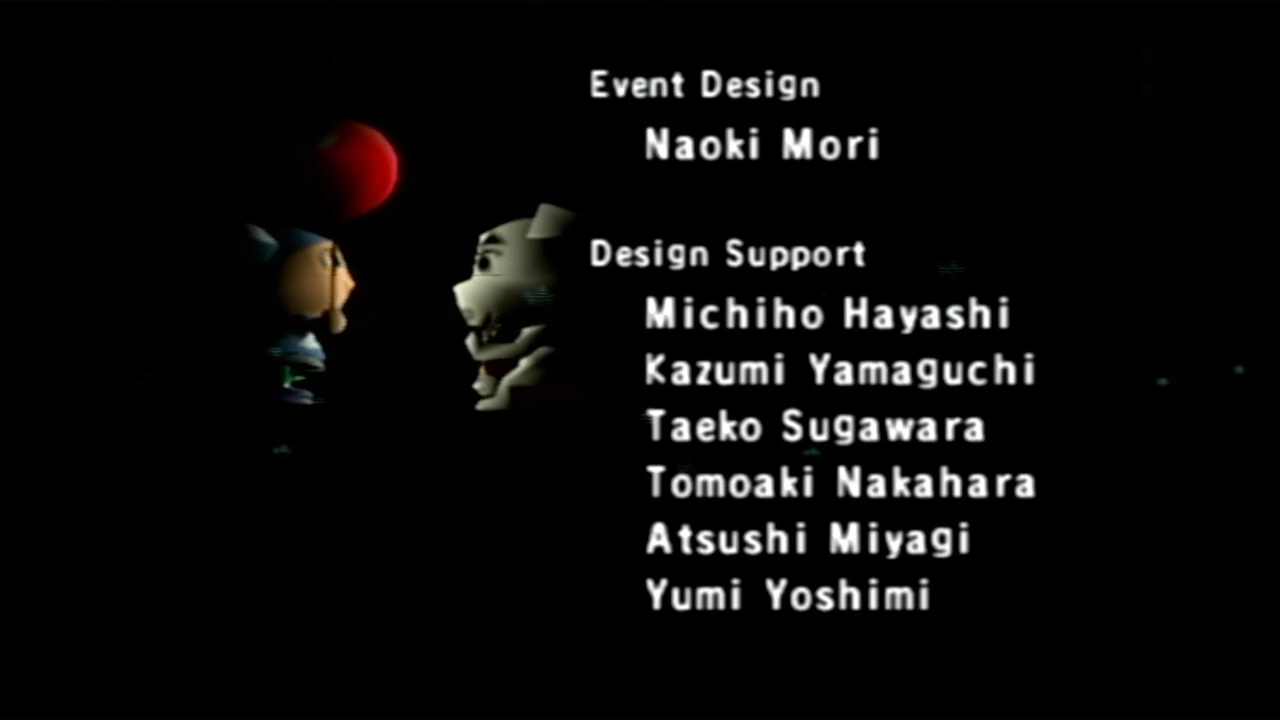 Event Design
Naoki Mori
Design Support
Michiho Hayashi
Kazumi Yamaguchi
Taeko Sugawara
Tomoaki Nakahara
Atsushi Miyagi
Yumi Yoshimi